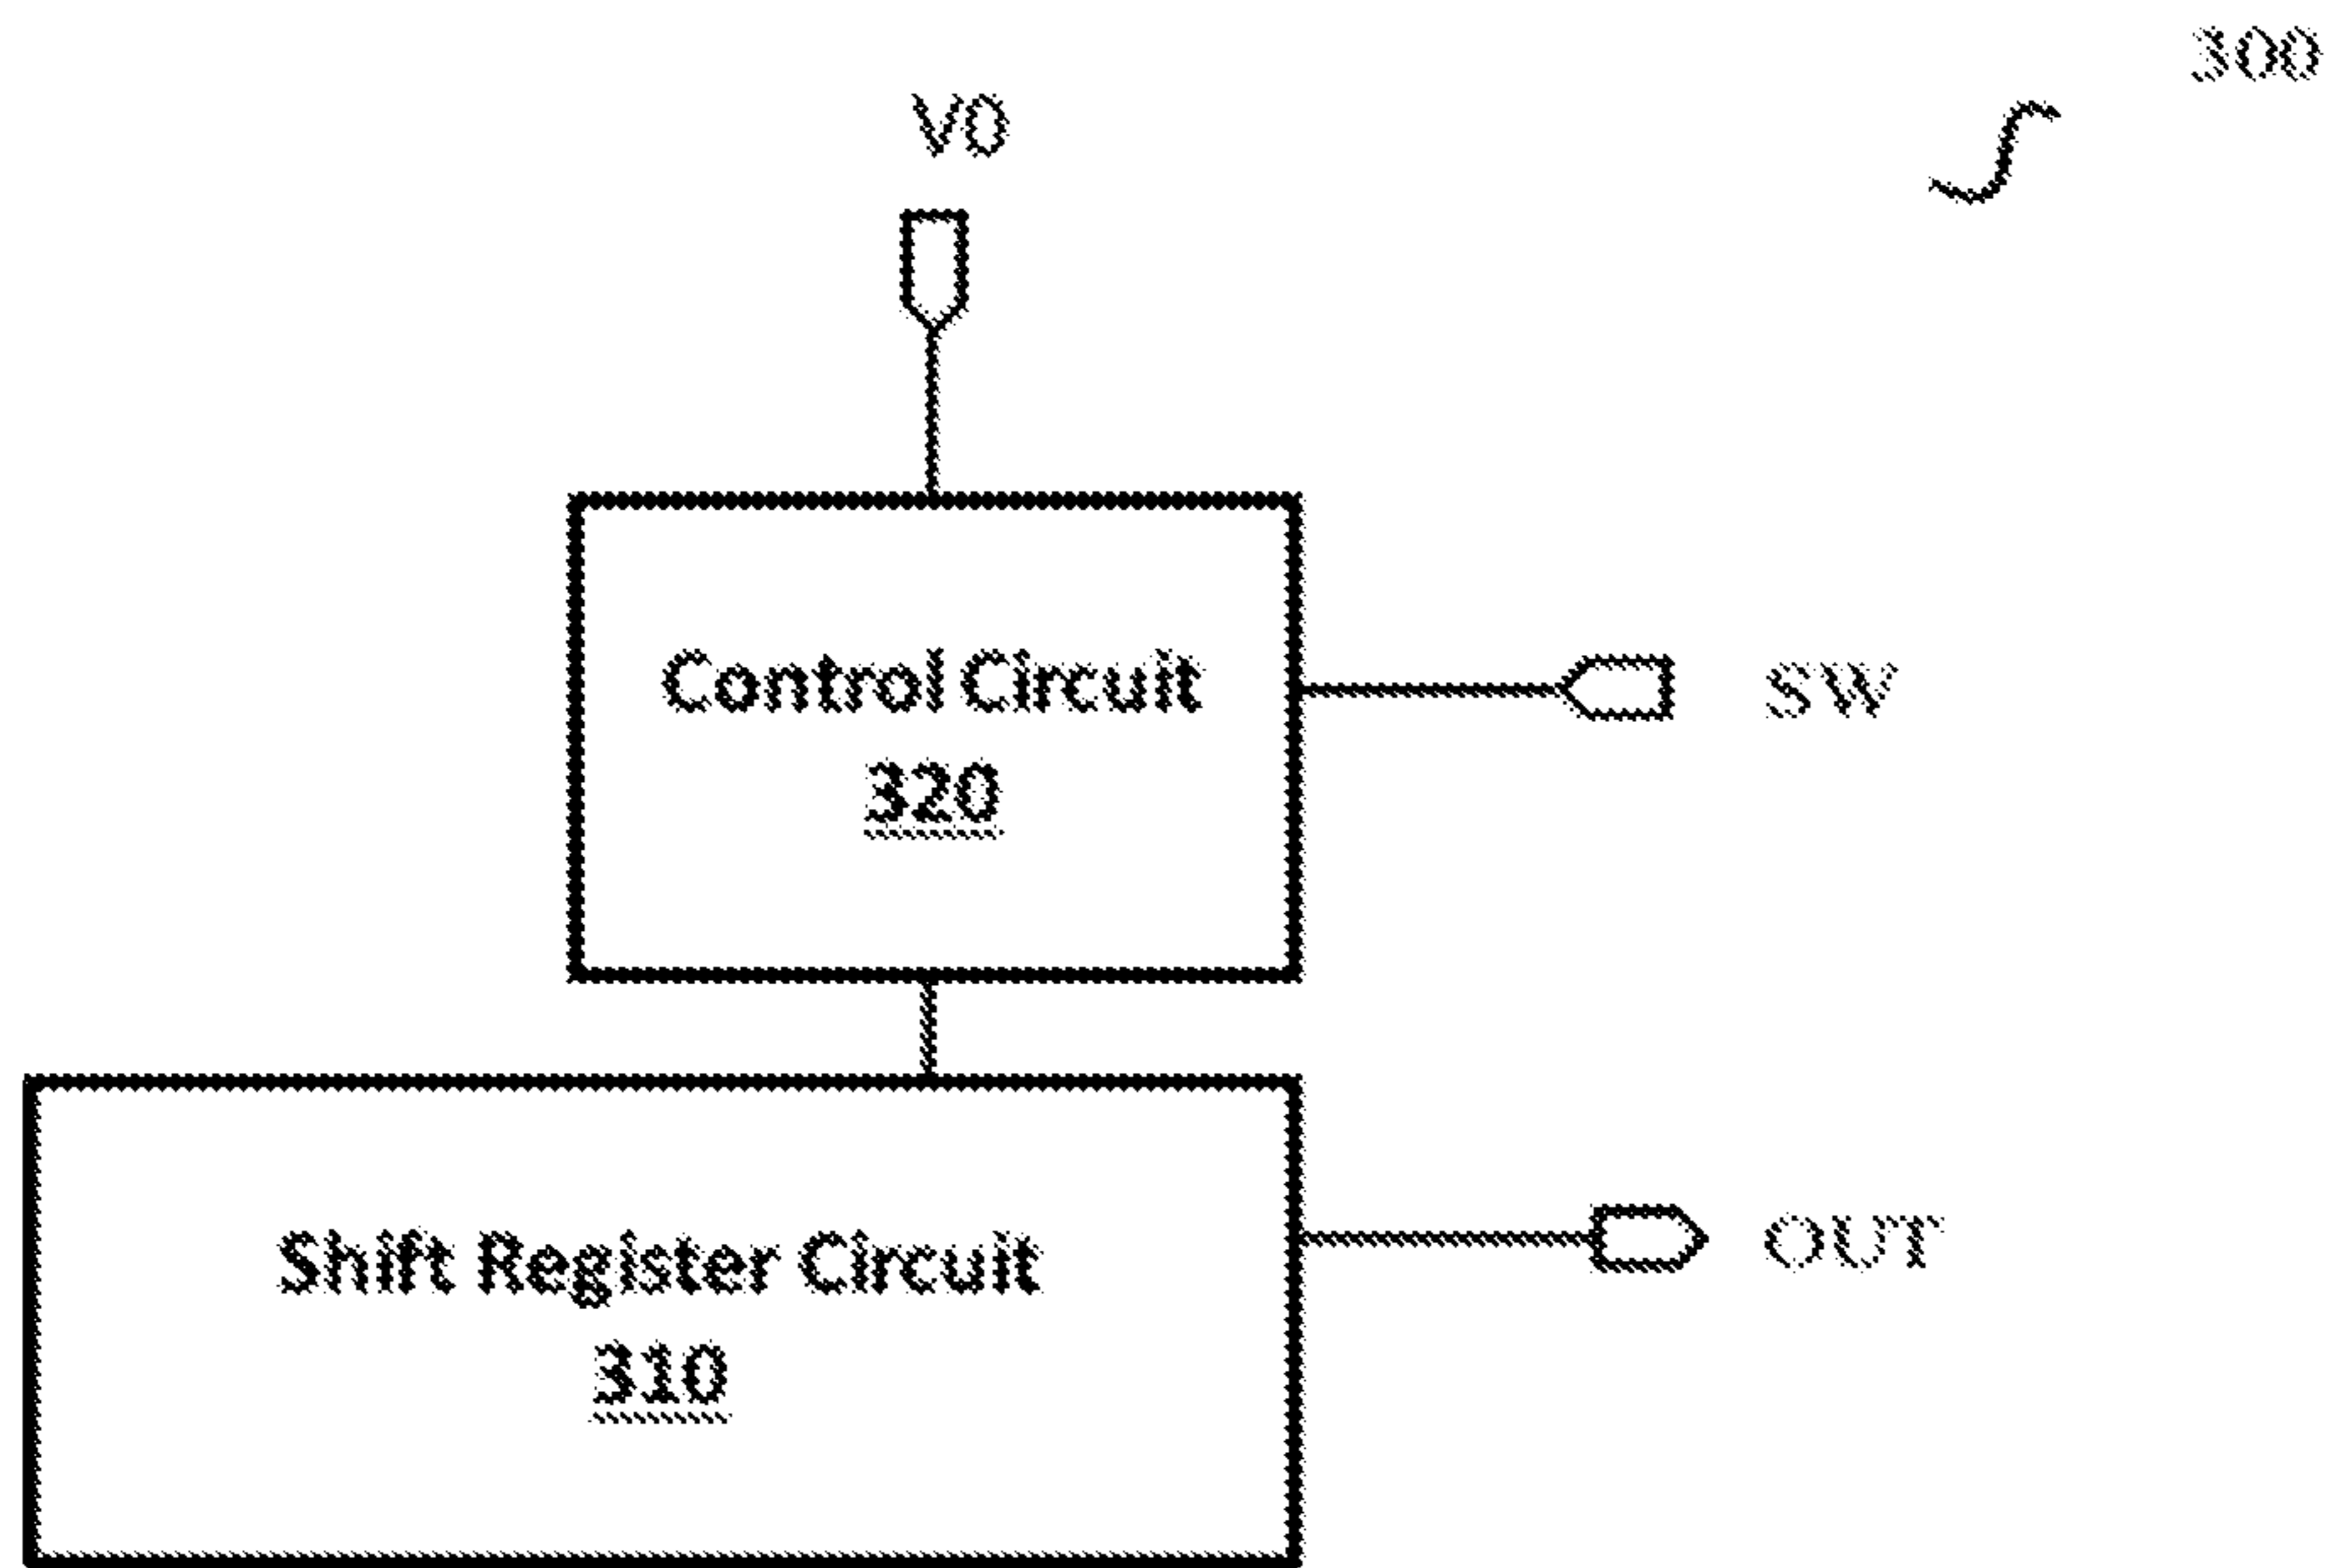 300
V0
Control Circuit
320
SW
Shift Register Circuit
310
OUT